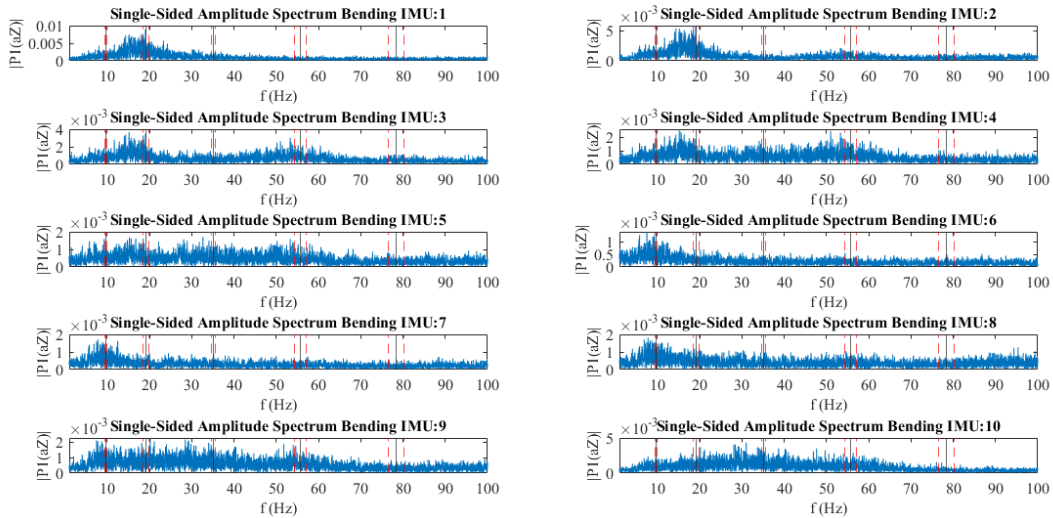 Single-Sided Amplitude Spectrum Bending IMU:1
0.01
0.005
0
|P1(aZ)|
10 20 30 40 50 60 70 80 90 100
f (Hz)
×10-3 Single-Sided Amplitude Spectrum Bending IMU:2
5
0
|P1(aZ)|
10 20 30 40 50 60 70 80 90 100
f (Hz)
×10-3 Single-Sided Amplitude Spectrum Bending IMU:3
4
2
0
|P1(aZ)|
10 20 30 40 50 60 70 80 90 100
f (Hz)
×10-3 Single-Sided Amplitude Spectrum Bending IMU:4
2
1
0
|P1(aZ)|
10 20 30 40 50 60 70 80 90 100
f (Hz)
×10-3 Single-Sided Amplitude Spectrum Bending IMU:5
2
1
0
|P1(aZ)|
10 20 30 40 50 60 70 80 90 100
f (Hz)
×10-3 Single-Sided Amplitude Spectrum Bending IMU:6
1
0.5
0
|P1(aZ)|
10 20 30 40 50 60 70 80 90 100
f (Hz)
×10-3 Single-Sided Amplitude Spectrum Bending IMU:7
2
1
0
|P1(aZ)|
10 20 30 40 50 60 70 80 90 100
f (Hz)
×10-3 Single-Sided Amplitude Spectrum Bending IMU:8
2
1
0
|P1(aZ)|
10 20 30 40 50 60 70 80 90 100
f (Hz)
×10-3 Single-Sided Amplitude Spectrum Bending IMU:9
2
1
0
|P1(aZ)|
10 20 30 40 50 60 70 80 90 100
f (Hz)
×10-3 Single-Sided Amplitude Spectrum Bending IMU:10
5
0
|P1(aZ)|
10 20 30 40 50 60 70 80 90 100
f (Hz)